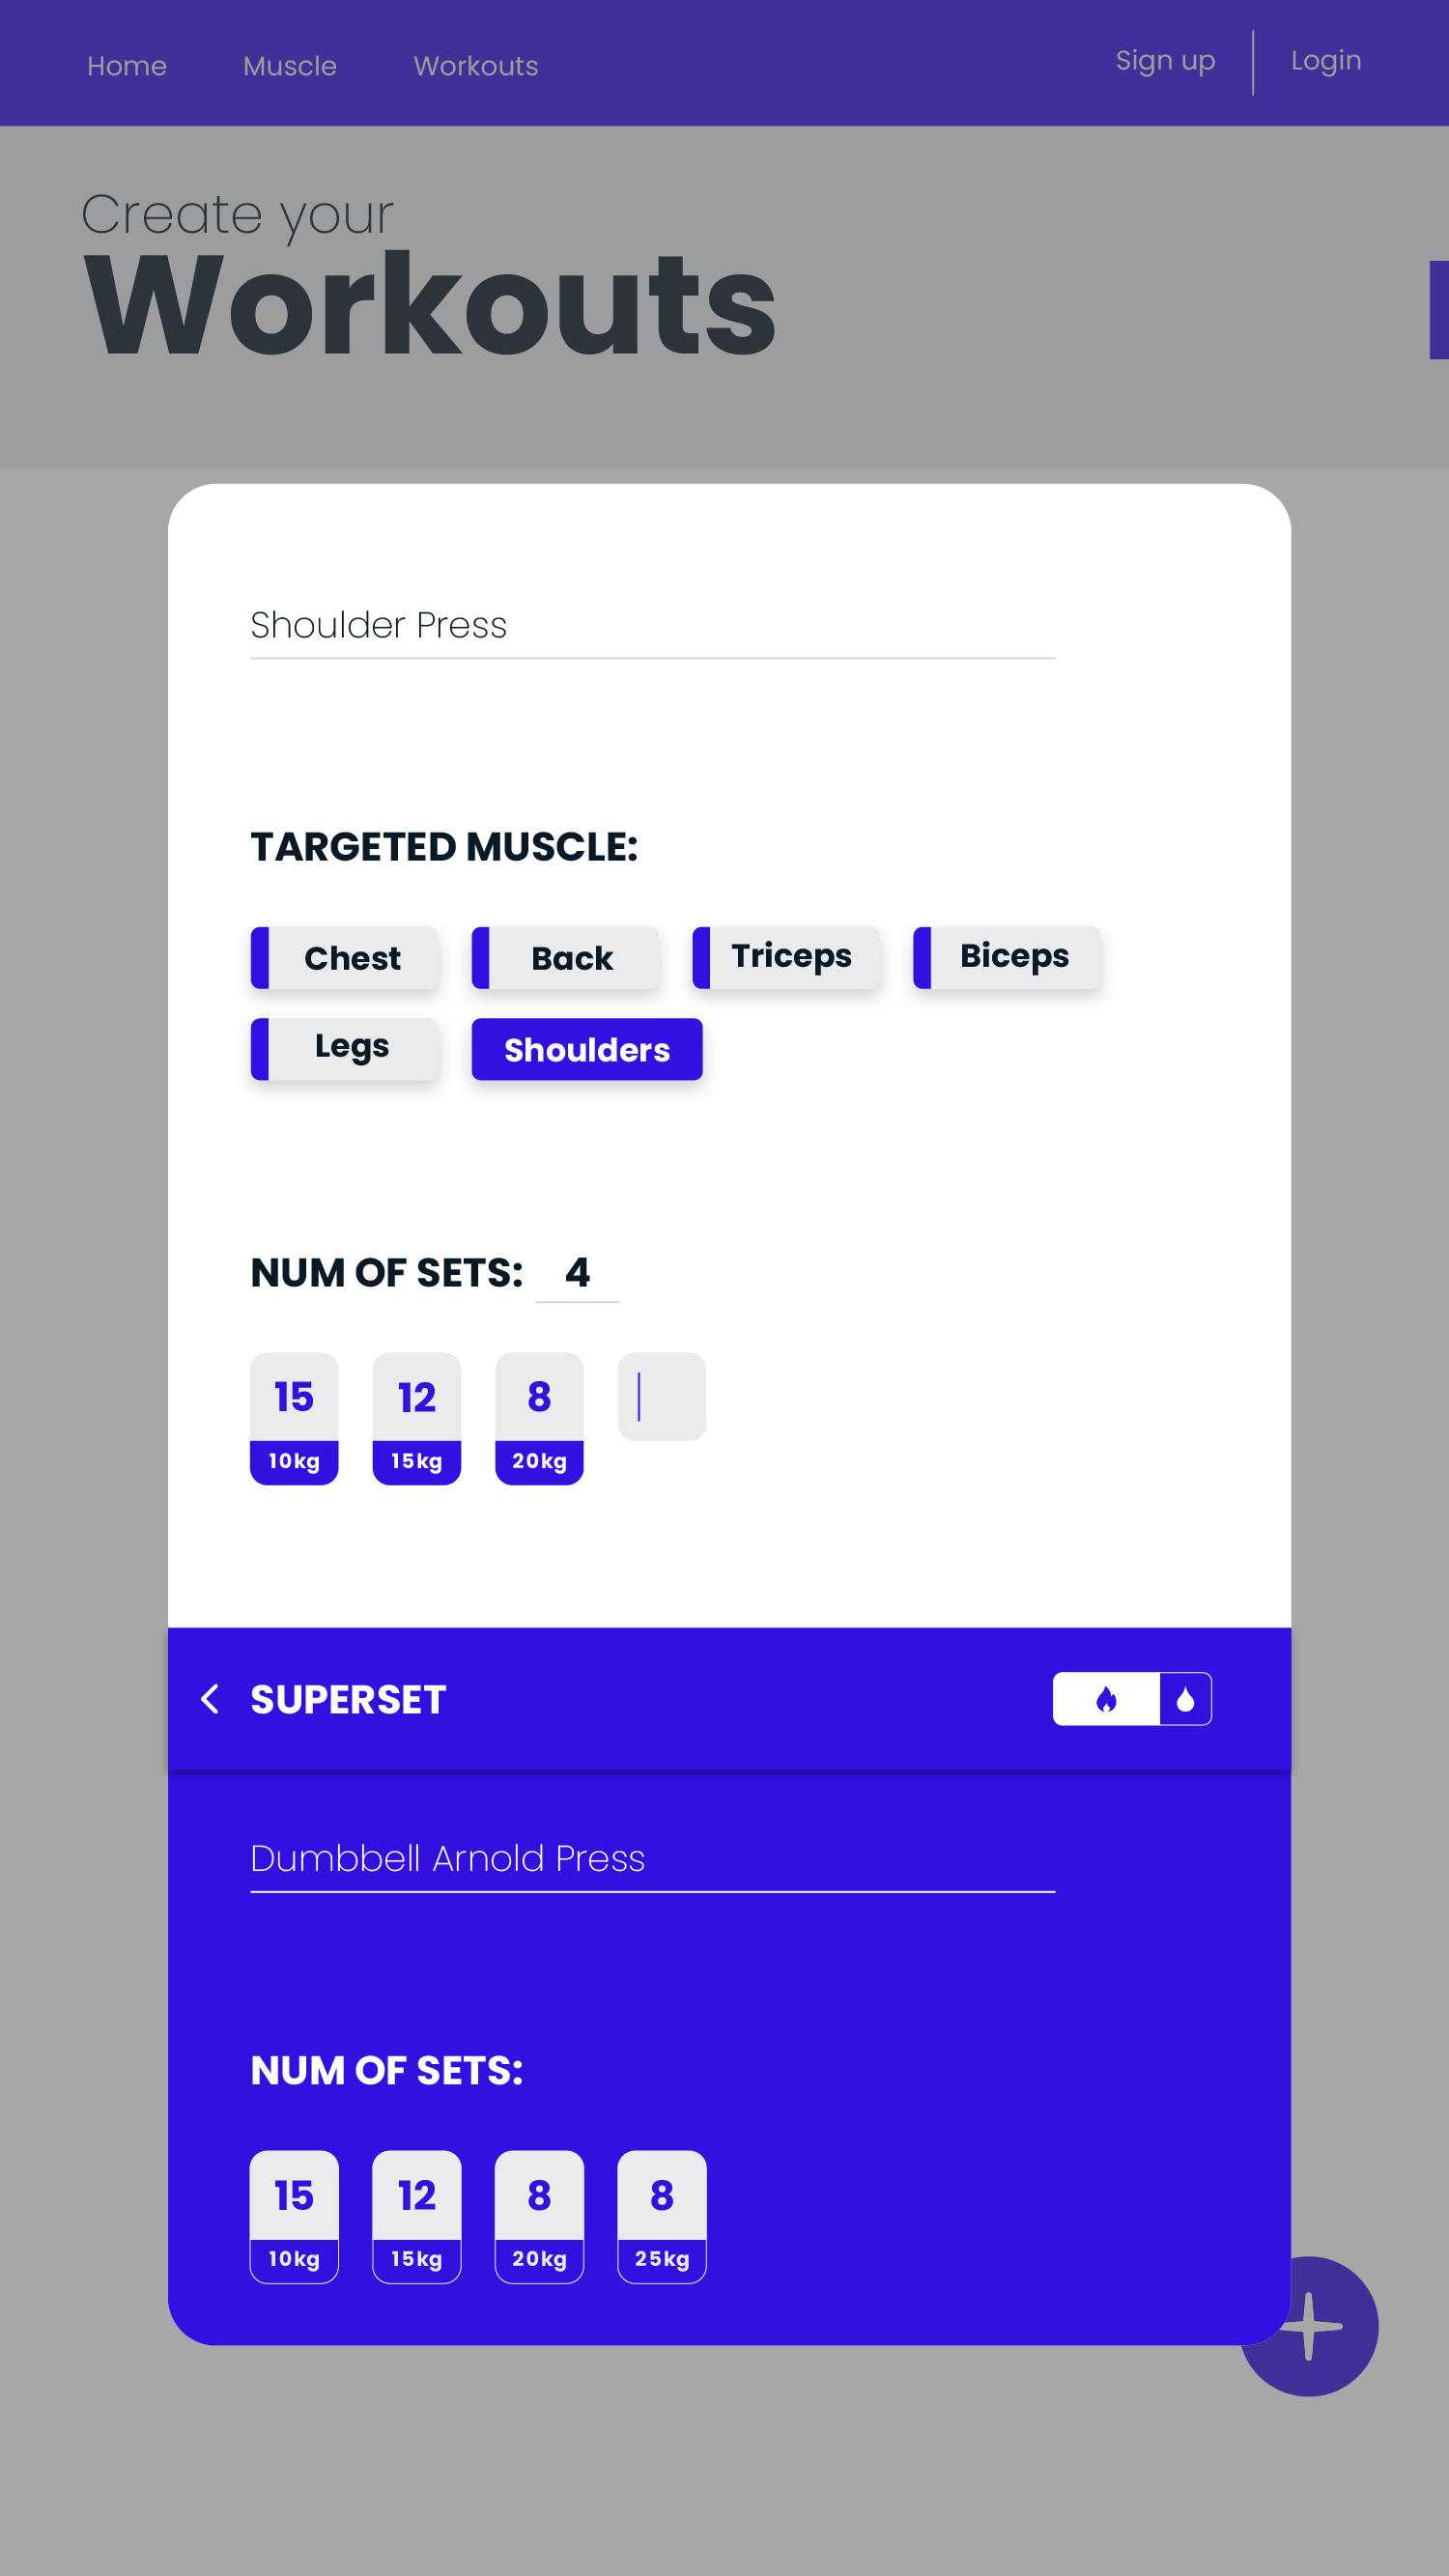 Home Muscle Workouts Sign up Login
Create your
Workouts
Shoulder Press
TARGETED MUSCLE:
Chest Back Triceps Biceps
Legs Shoulders
NUM OF SETS: 4
15 12 8
10kg 15kg 20kg
SUPERSET
Dumbbell Arnold Press
NUM OF SETS:
15 12 8 8
10kg 15kg 20kg 25kg